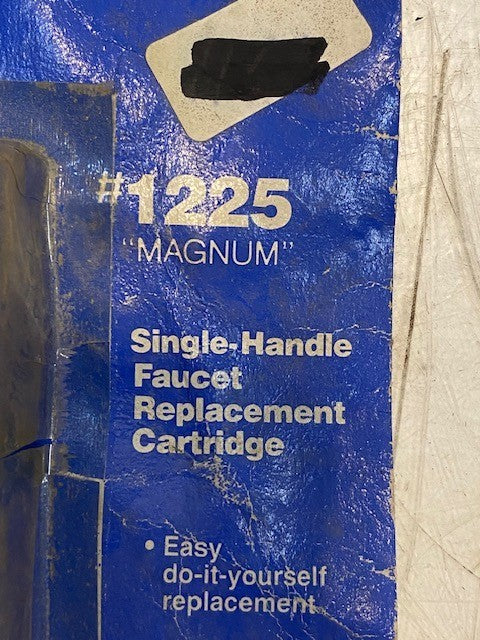 #1225
"MAGNUM"
Single-Handle
Faucet
Replacement
Cartridge
• Easy
do-it-yourself
replacement